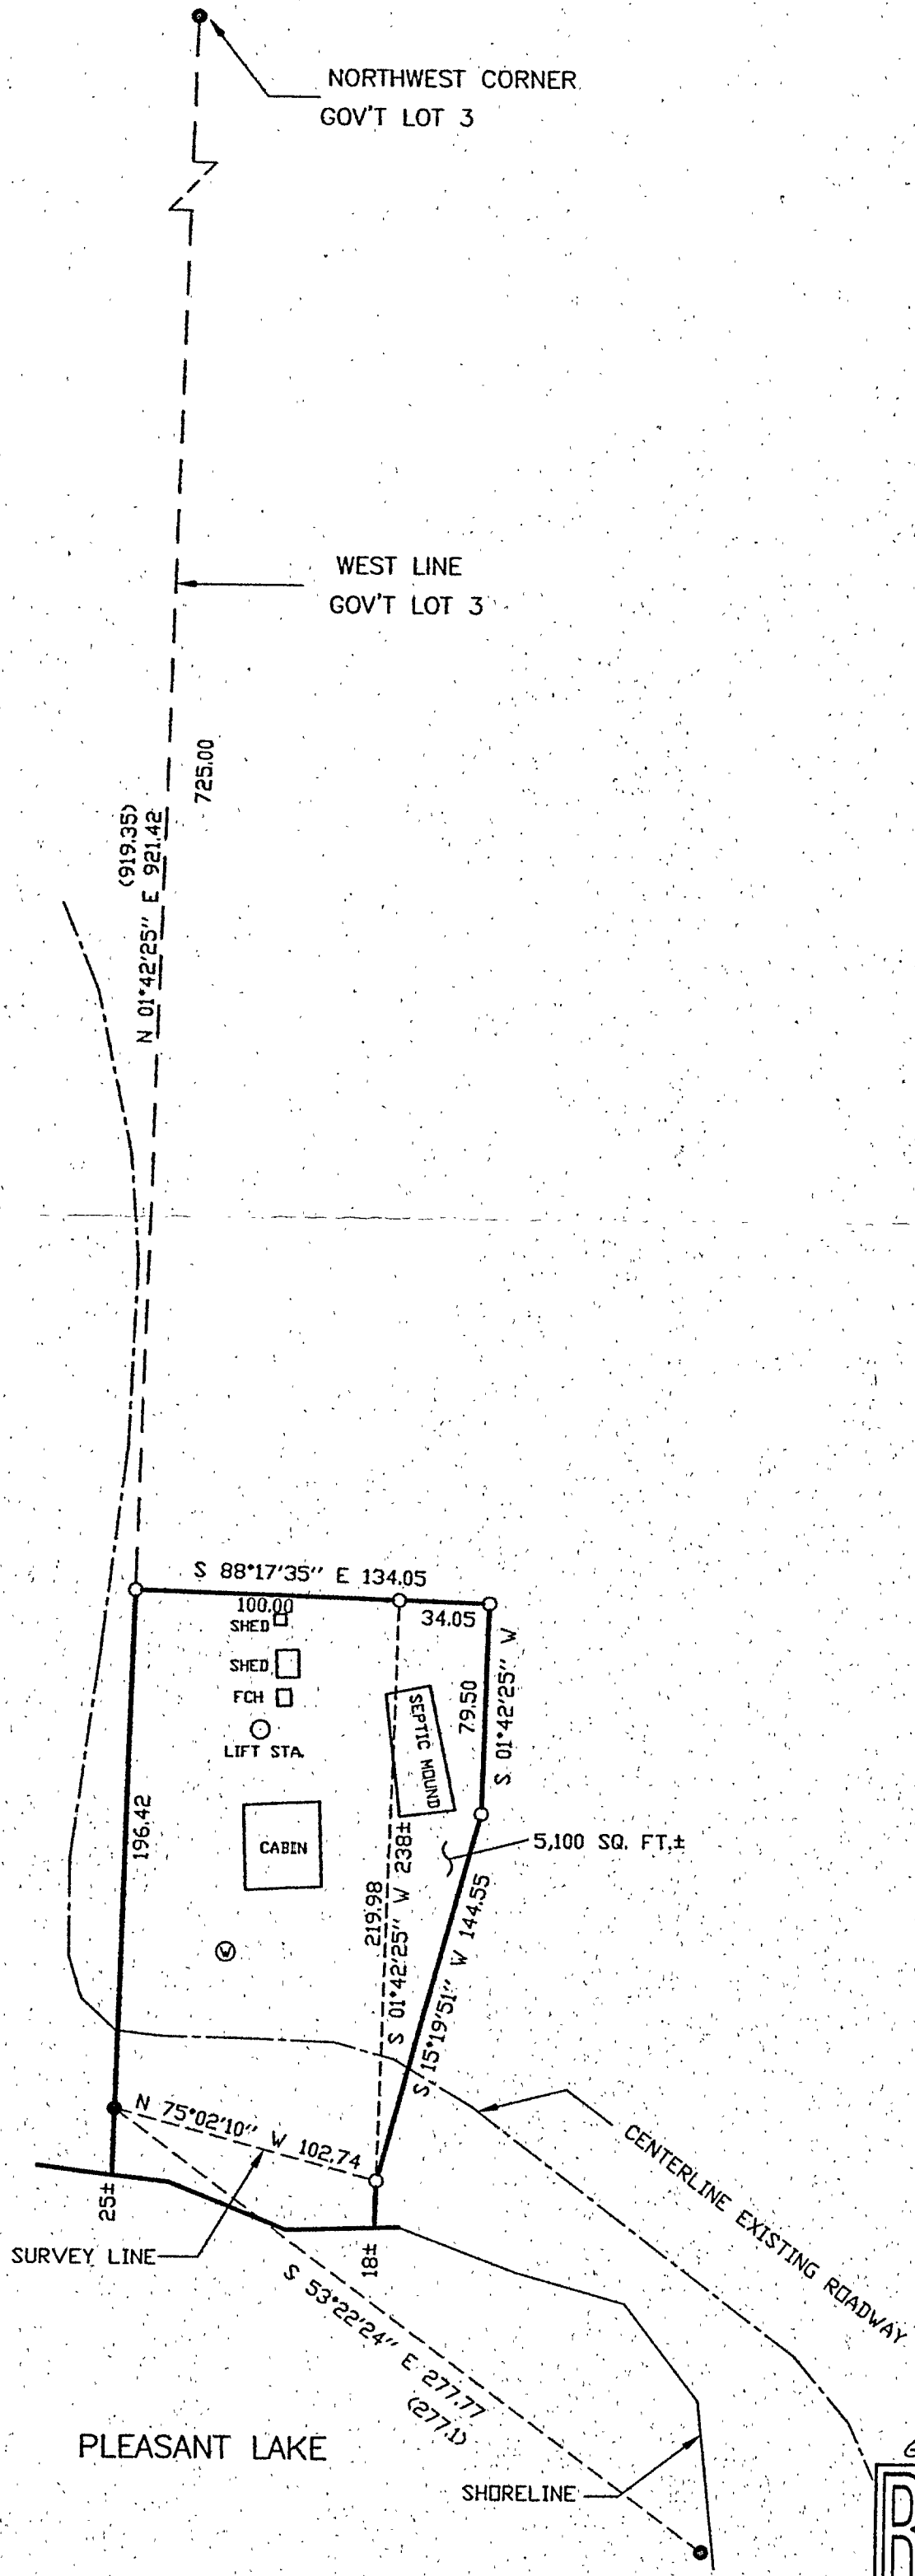 NORTHWEST CORNER
GOV'T LOT 3
WEST LINE
GOV'T LOT 3
725.00
(919.35)
N 01°42'25" E 921.42
S 88°17'35" E 134.05
100.00
34.05
SHED
SHED
FCH
LIFT STA.
SEPTIC MOUND
79.50
S 01°42'25" W
CABIN
196.42
5,100 SQ. FT.±
219.98
S 01°42'25" W 238±
S 15°19'51" W 144.55
W
N 75°02'10" W 102.74
CENTERLINE EXISTING ROADWAY
25±
18±
SURVEY LINE
S 53°22'24" E 277.77
(277.1)
PLEASANT LAKE
SHORELINE